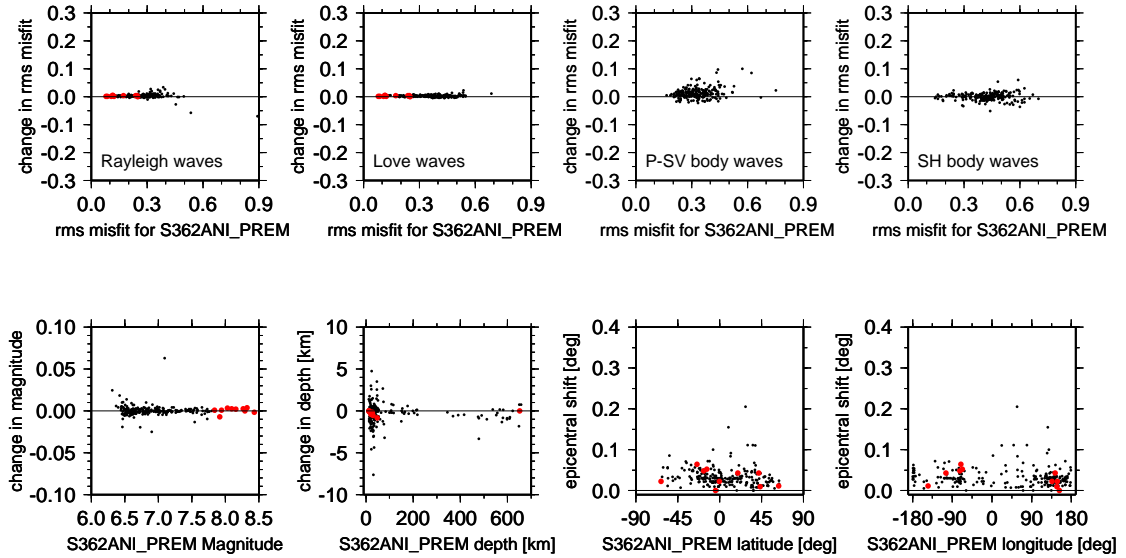 0.3 0.3 0.3 0.3
0.2 0.2 0.2 0.2
0.1 0.1 0.1 0.1
0.0 0.0 0.0 0.0
-0.1 -0.1 -0.1 -0.1
-0.2 -0.2 -0.2 -0.2
-0.3 -0.3 -0.3 -0.3
change in rms misfit change in rms misfit change in rms misfit change in rms misfit
Rayleigh waves Love waves P-SV body waves SH body waves
0.0 0.3 0.6 0.9 0.0 0.3 0.6 0.9 0.0 0.3 0.6 0.9 0.0 0.3 0.6 0.9
rms misfit for S362ANI_PREM rms misfit for S362ANI_PREM rms misfit for S362ANI_PREM rms misfit for S362ANI_PREM
0.10 10 0.4 0.4
0.05 5 0.3 0.3
0.00 0 0.2 0.2
-0.05 -5 0.1 0.1
-0.10 -10 0.0 0.0
change in magnitude change in depth [km] epicentral shift [deg] epicentral shift [deg]
6.0 6.5 7.0 7.5 8.0 8.5 0 200 400 600 -90 -45 0 45 90 -180 -90 0 90 180
S362ANI_PREM Magnitude S362ANI_PREM depth [km] S362ANI_PREM latitude [deg] S362ANI_PREM longitude [deg]